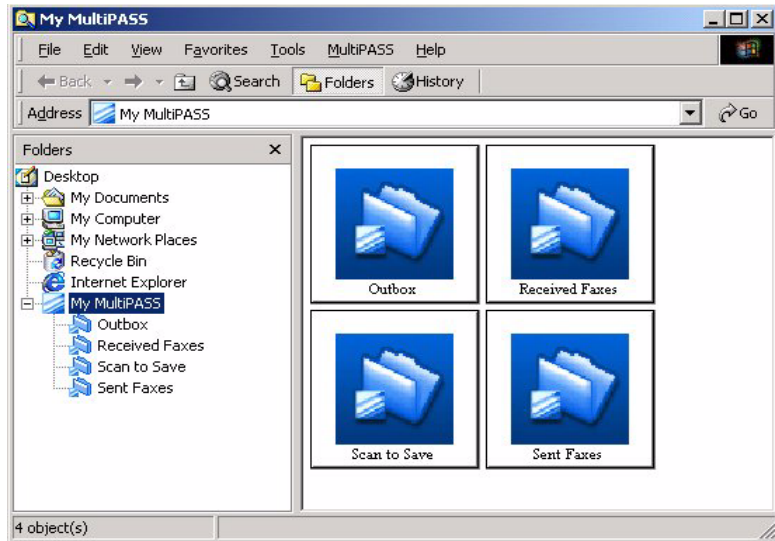 My MultiPASS
File Edit View Favorites Tools MultiPASS Help
Back Search Folders History
Address My MultiPASS Go
Folders
Desktop
My Documents
My Computer
My Network Places
Recycle Bin
Internet Explorer
My MultiPASS
Outbox
Received Faxes
Scan to Save
Sent Faxes
Outbox Received Faxes
Scan to Save Sent Faxes
4 object(s)